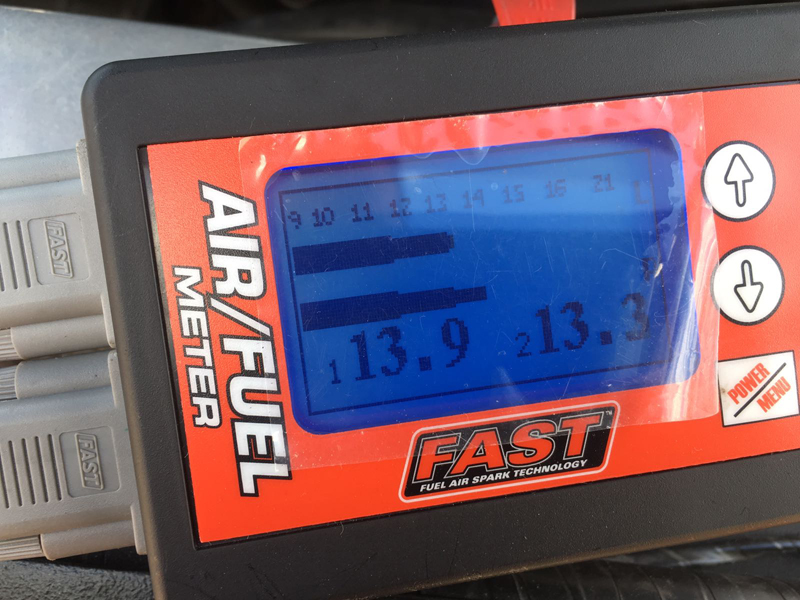 9 10 11 12 13 14 15 16 21 L
1 13.9 2 13.3
AIR/FUEL
METER
POWER/
MENU
FAST
FUEL AIR SPARK TECHNOLOGY
FAST
FAST